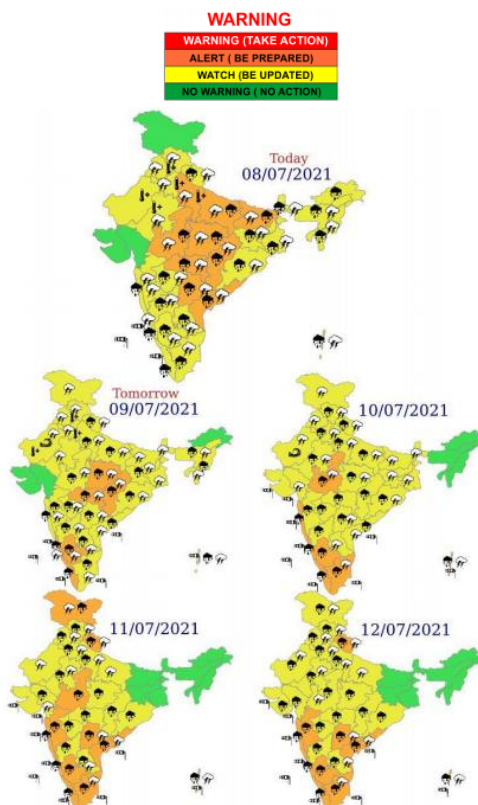 WARNING
WARNING (TAKE ACTION)
ALERT ( BE PREPARED)
WATCH (BE UPDATED)
NO WARNING ( NO ACTION)
Today
08/07/2021
Tomorrow
09/07/2021
10/07/2021
11/07/2021
12/07/2021